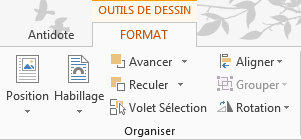 OUTILS DE DESSIN
Antidote FORMAT
Position Habillage
Avancer
Reculer
Volet Sélection
Aligner
Grouper
Rotation
Organiser